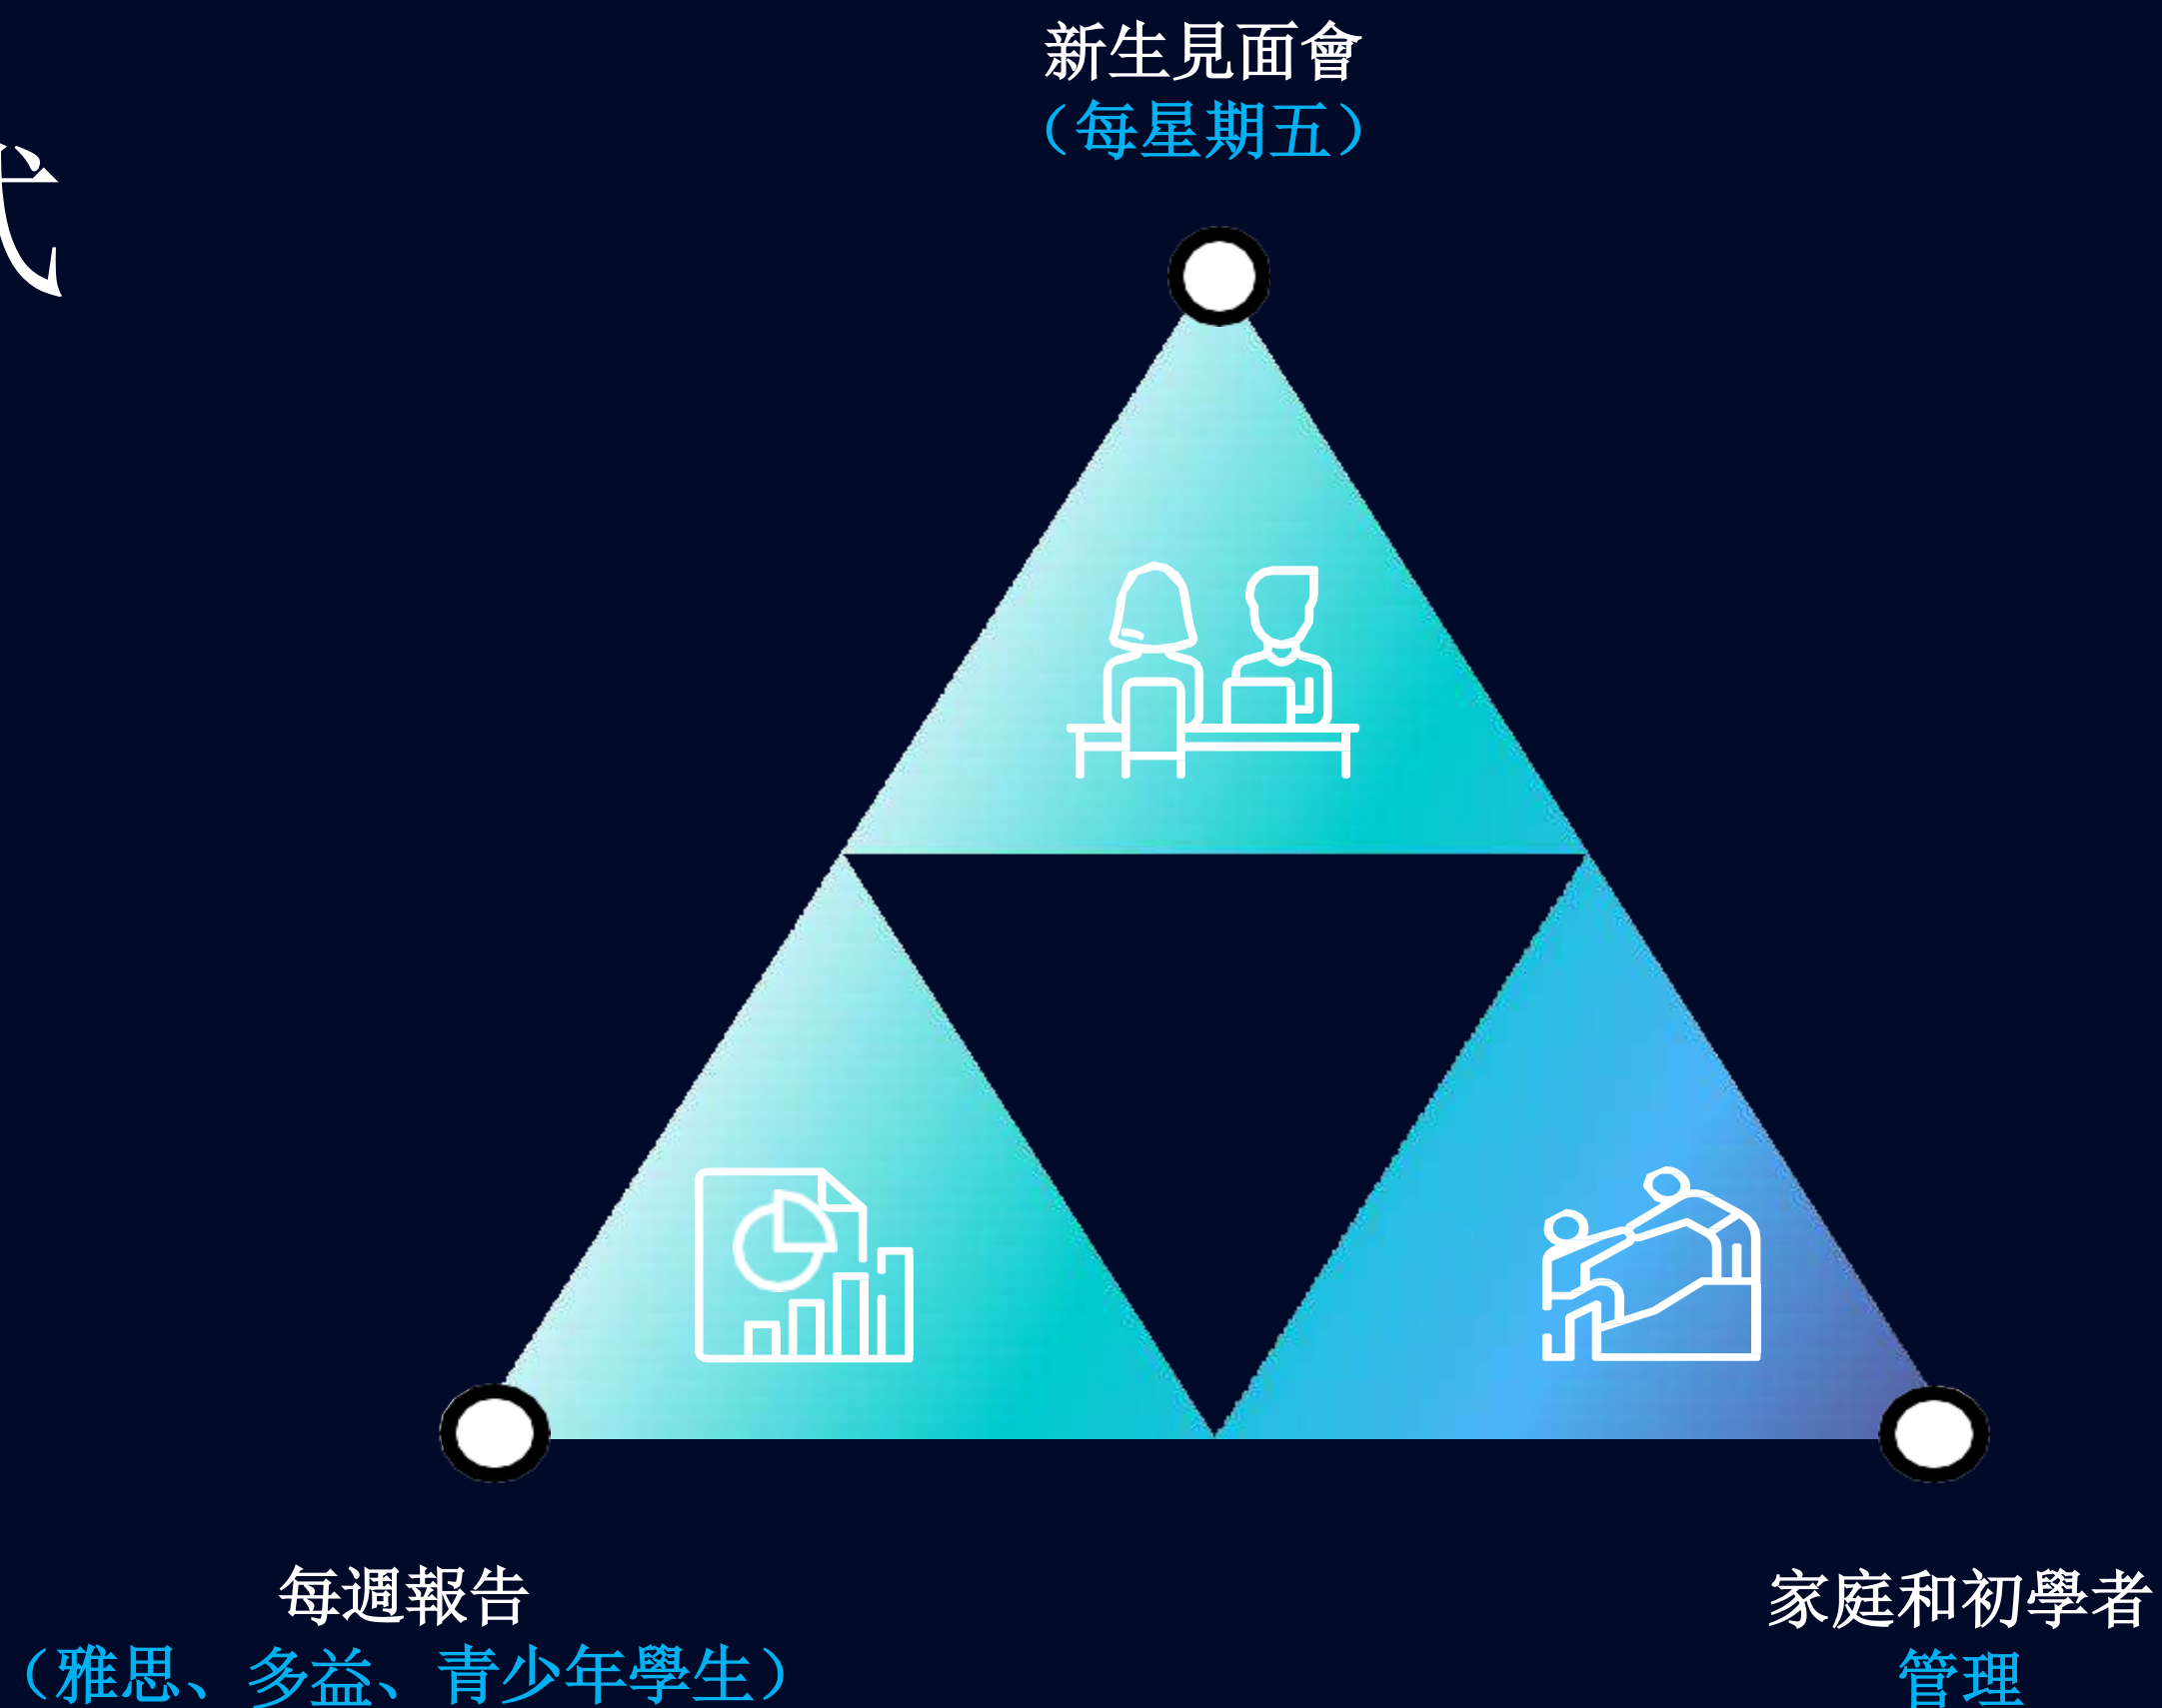 新生見面會
（每星期五）
式
每週報告
（雅思、多益、青少年學生）
家庭和初學者
管理